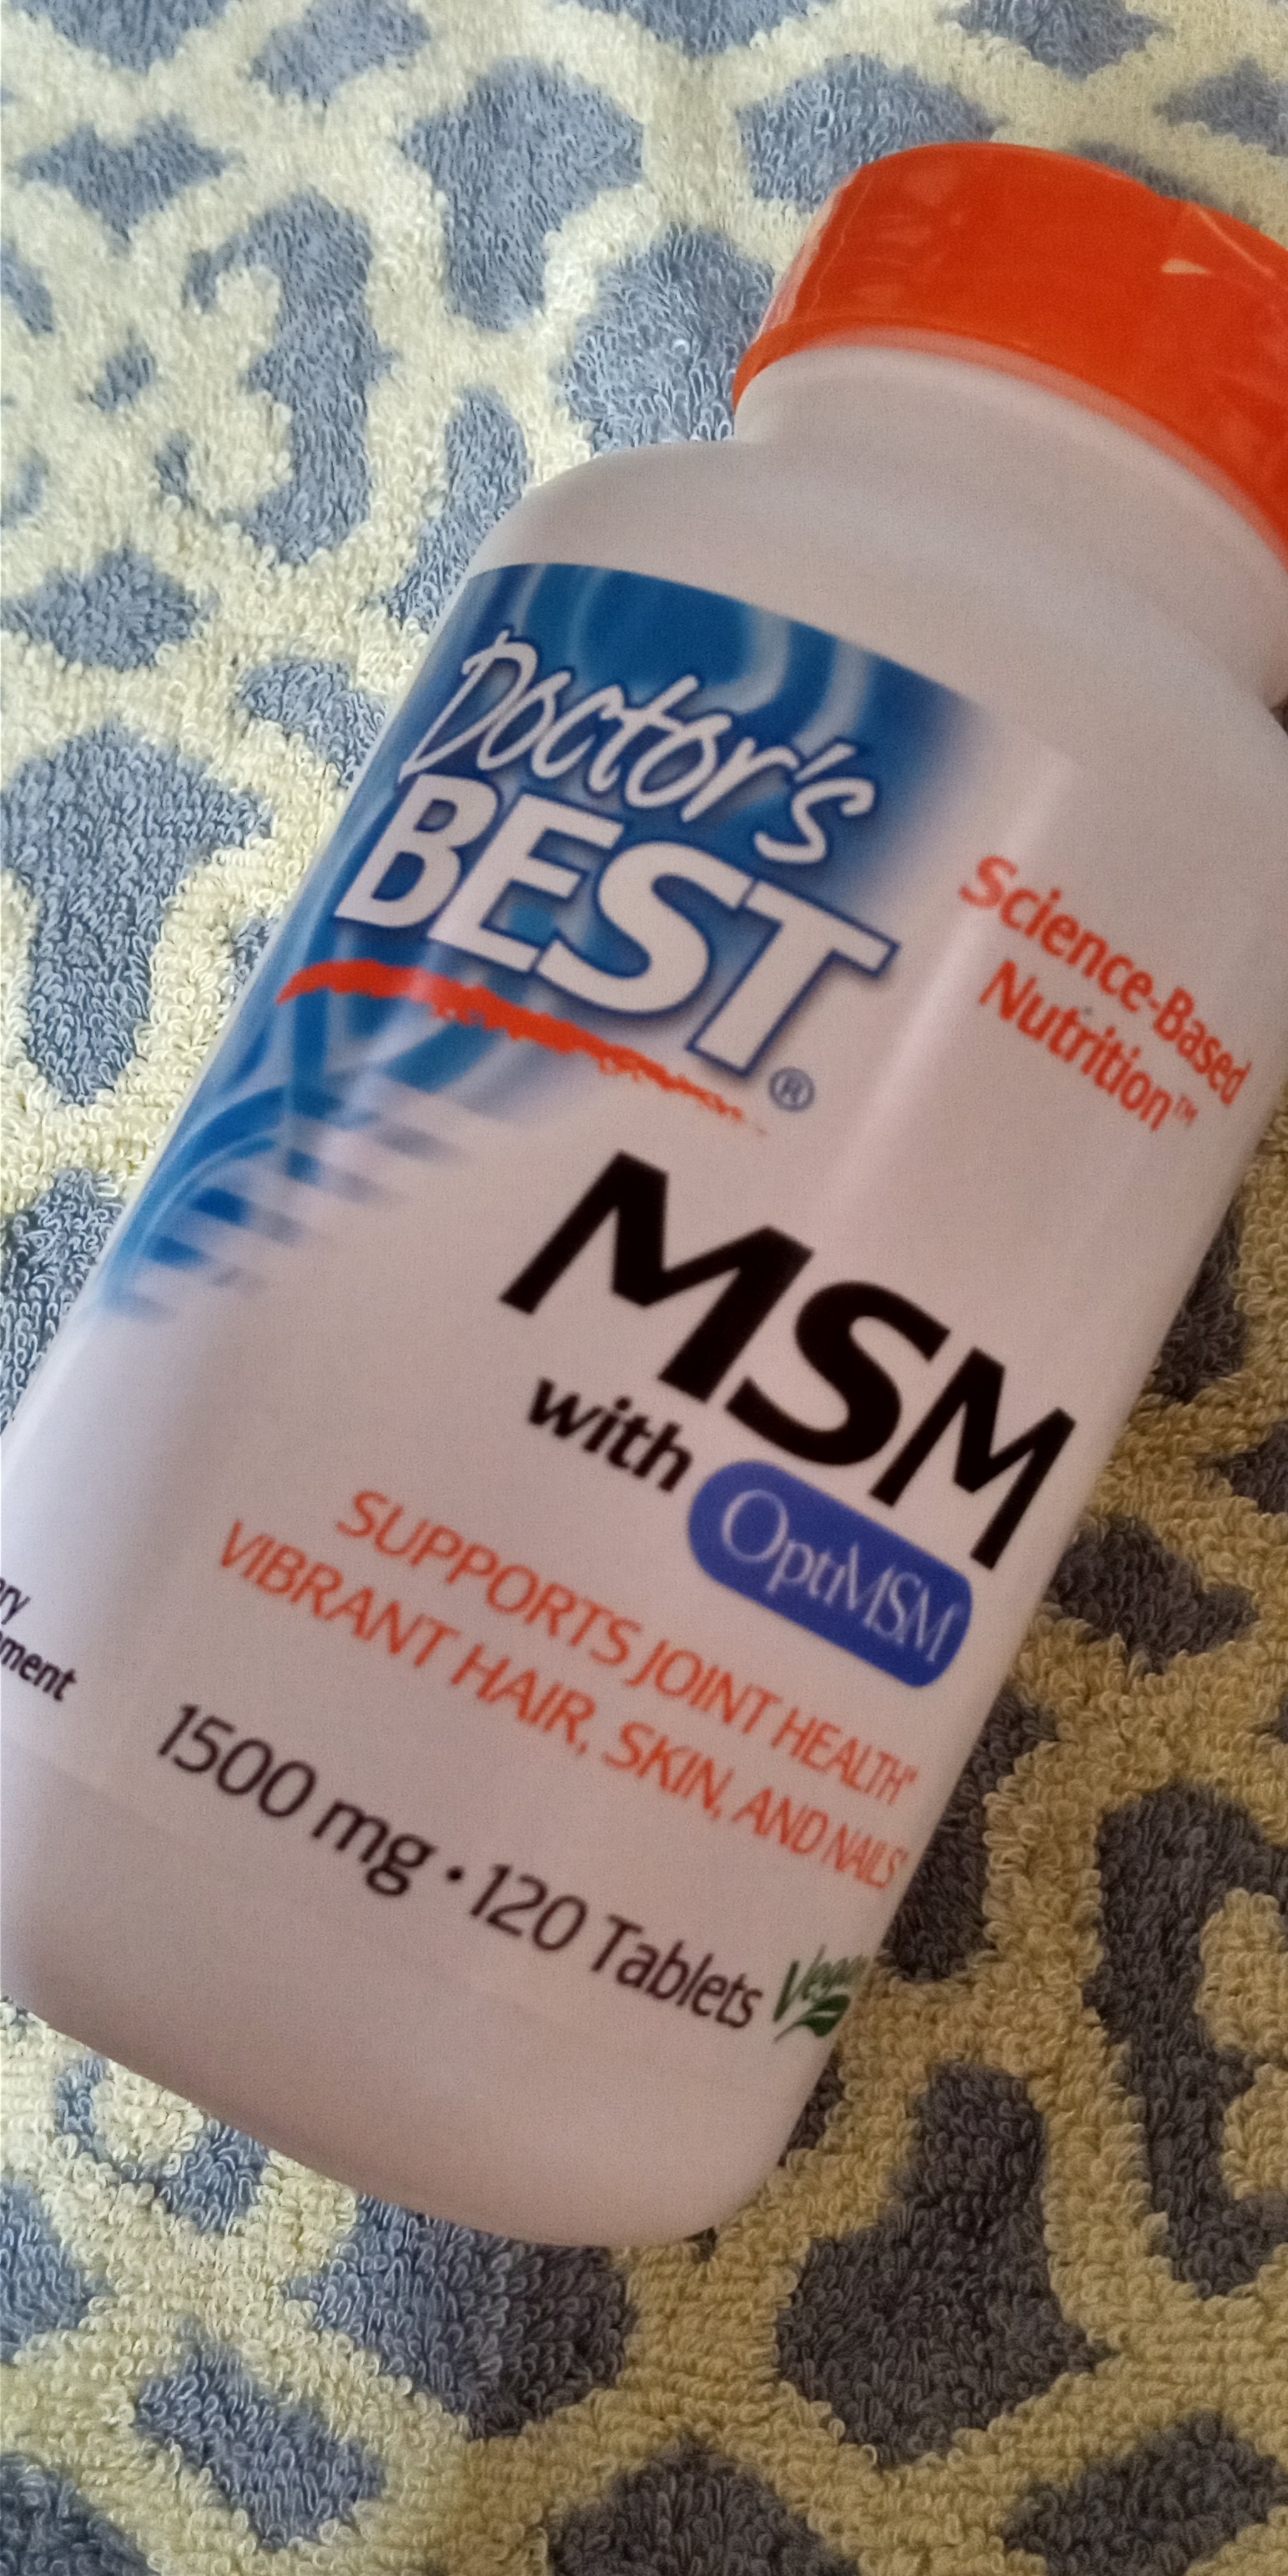 Doctor's
BEST®
Science-Based
Nutrition™
MSM
with OptiMSM
SUPPORTS JOINT HEALTH*
VIBRANT HAIR, SKIN, AND NAILS*
1500 mg • 120 Tablets
Vegan